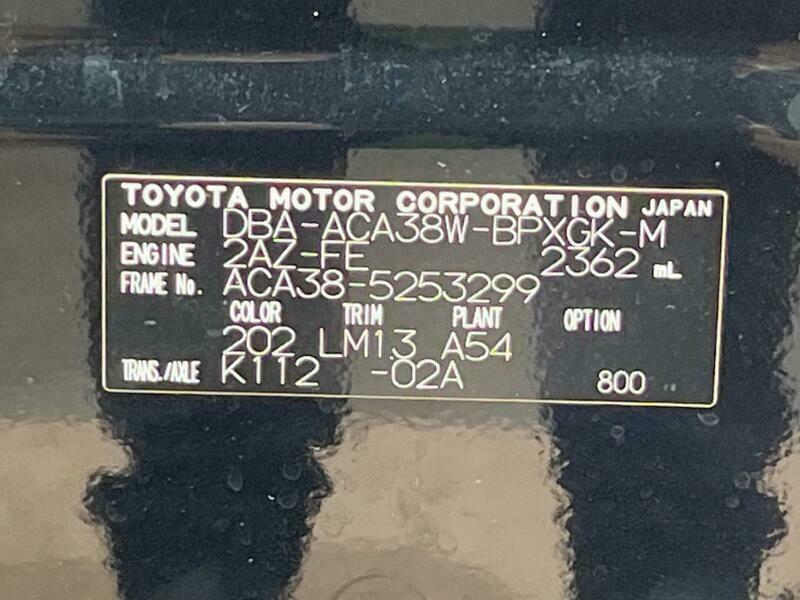 TOYOTA MOTOR CORPORATION JAPAN
MODEL DBA-ACA38W-BPXGK-M
ENGINE 2AZ-FE 2362 mL
FRAME No. ACA38-5253299
COLOR TRIM PLANT OPTION
202 LM13 A54
TRANS./AXLE K112 -02A 800